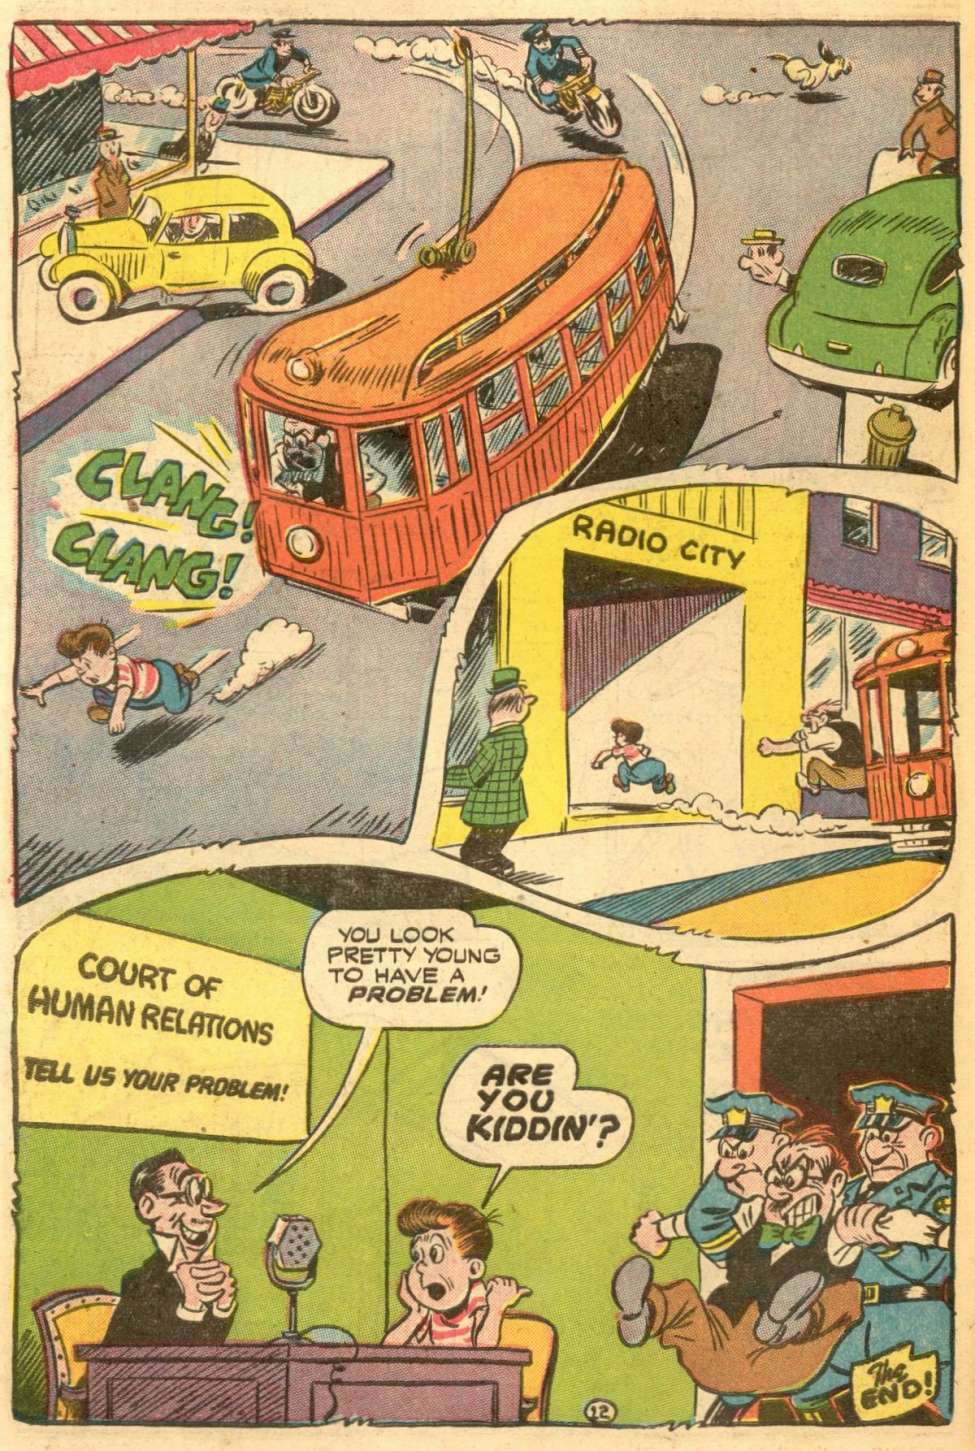 CLANG!
CLANG!
RADIO CITY
COURT OF
HUMAN RELATIONS
TELL US YOUR PROBLEM!
YOU LOOK
PRETTY YOUNG
TO HAVE A
PROBLEM!
ARE
YOU
KIDDIN'?
The
END!
12